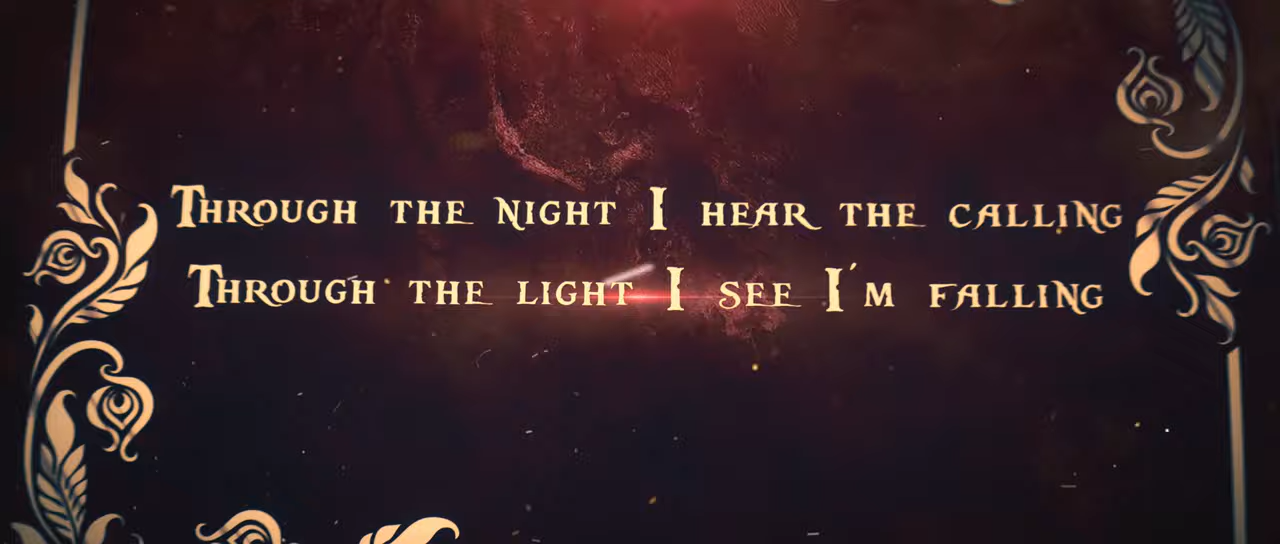 Through the night I hear the calling
Through the light I see I'm falling